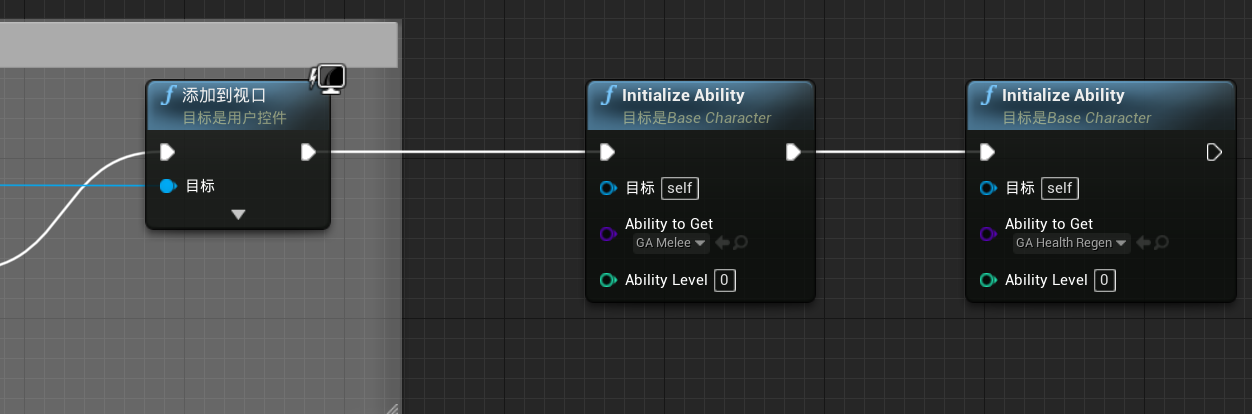 添加到视口
目标是用户控件
目标
Initialize Ability
目标是Base Character
目标 self
Ability to Get
GA Melee
Ability Level 0
Initialize Ability
目标是Base Character
目标 self
Ability to Get
GA Health Regen
Ability Level 0